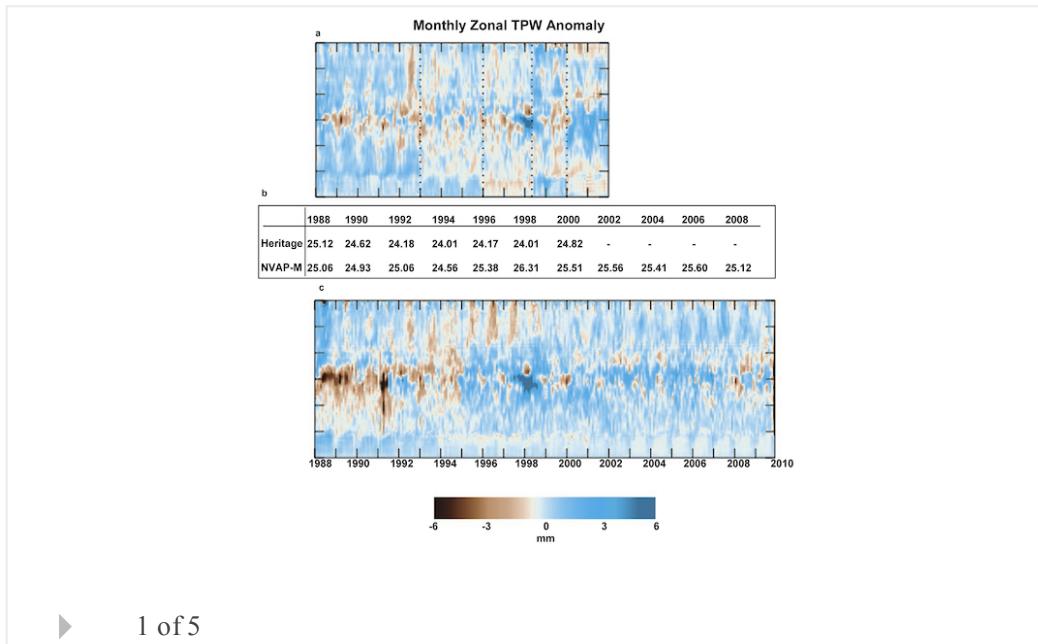 Monthly Zonal TPW Anomaly
a
b
1988 1990 1992 1994 1996 1998 2000 2002 2004 2006 2008
Heritage 25.12 24.62 24.18 24.01 24.17 24.01 24.82 - - - -
NVAP-M 25.06 24.93 25.06 24.56 25.38 26.31 25.51 25.56 25.41 25.60 25.12
c
1988 1990 1992 1994 1996 1998 2000 2002 2004 2006 2008 2010
-6 -3 0 3 6
mm
1 of 5